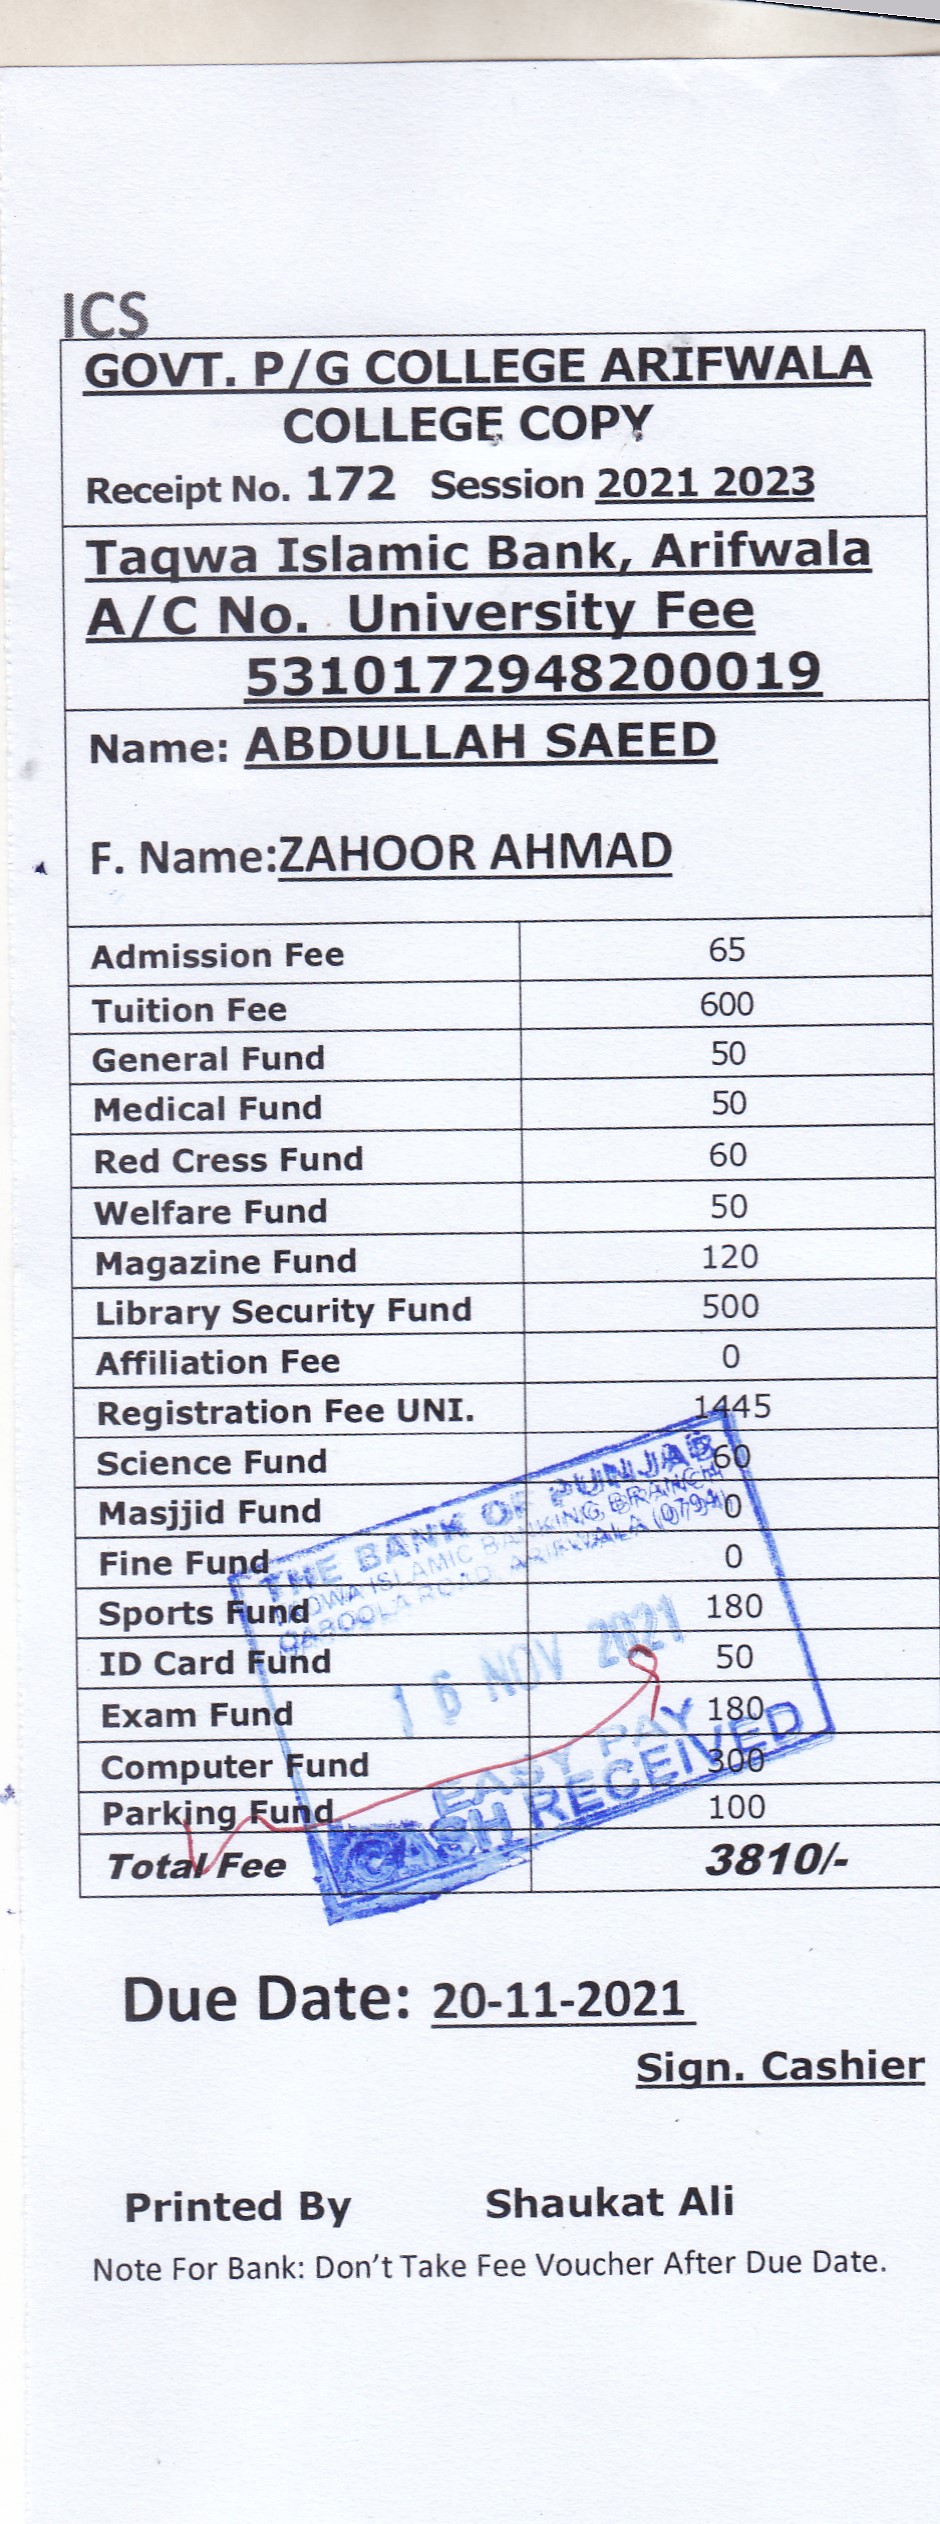 ICS
GOVT. P/G COLLEGE ARIFWALA
COLLEGE COPY
Receipt No. 172 Session 2021 2023
Taqwa Islamic Bank, Arifwala
A/C No. University Fee
5310172948200019
Name: ABDULLAH SAEED
F. Name:ZAHOOR AHMAD
Admission Fee 65
Tuition Fee 600
General Fund 50
Medical Fund 50
Red Cress Fund 60
Welfare Fund 50
Magazine Fund 120
Library Security Fund 500
Affiliation Fee 0
Registration Fee UNI. 1445
Science Fund 60
Masjjid Fund 0
Fine Fund 0
Sports Fund 180
ID Card Fund 50
Exam Fund 180
Computer Fund 300
Parking Fund 100
Total Fee 3810/-
THE BANK OF PUNJAB
TAQWA ISLAMIC BANKING BRANCH
QABOOLA ROAD, ARIFWALA (0794)
16 NOV 2021
EASY PAY
CASH RECEIVED
Due Date: 20-11-2021
Sign. Cashier
Printed By Shaukat Ali
Note For Bank: Don't Take Fee Voucher After Due Date.